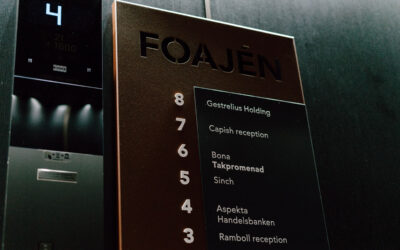 4
FOAJÉN
8 Gestrelius Holding
7 Capish reception
6 Bona
Takpromenad
5 Sinch
4 Aspekta
Handelsbanken
3 Ramboll reception